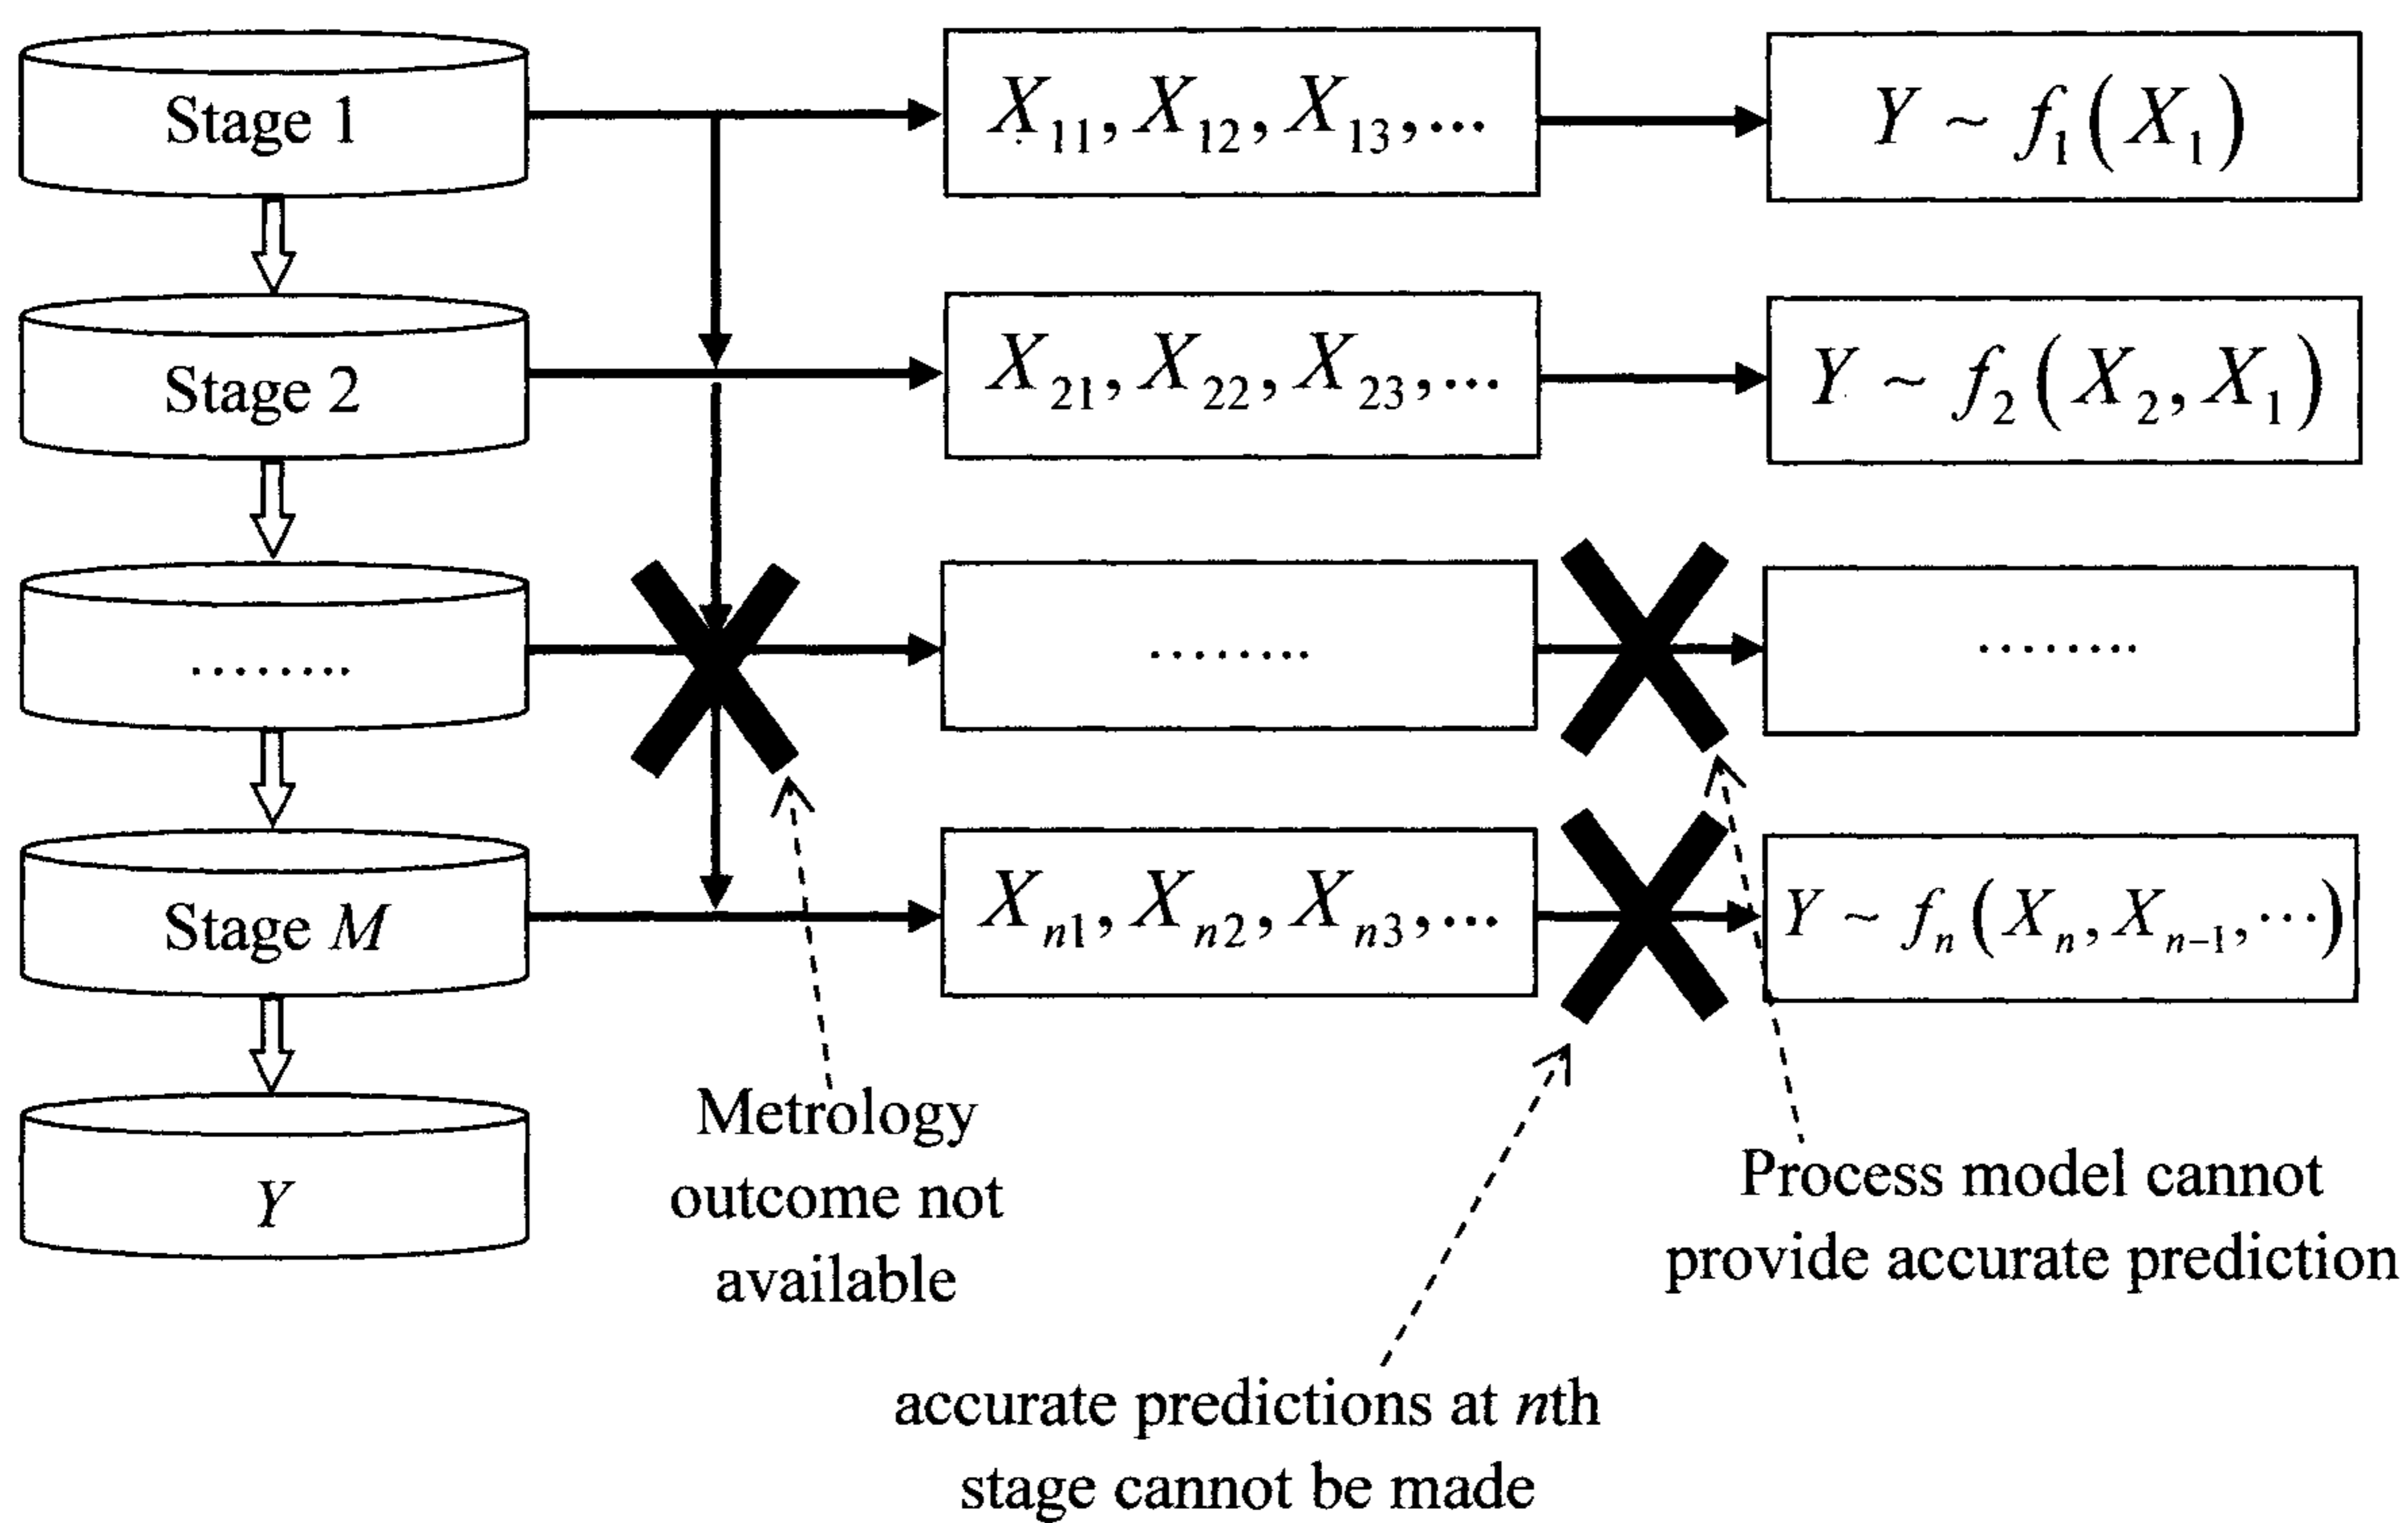 Stage 1
X₁₁, X₁₂, X₁₃,...
Y ~ f₁(X₁)
Stage 2
X₂₁, X₂₂, X₂₃,...
Y ~ f₂(X₂, X₁)
........
........
........
Stage M
Xₙ₁, Xₙ₂, Xₙ₃,...
Y ~ fₙ(Xₙ, Xₙ₋₁, ⋯)
Y
Metrology
outcome not
available
Process model cannot
provide accurate prediction
accurate predictions at nth
stage cannot be made